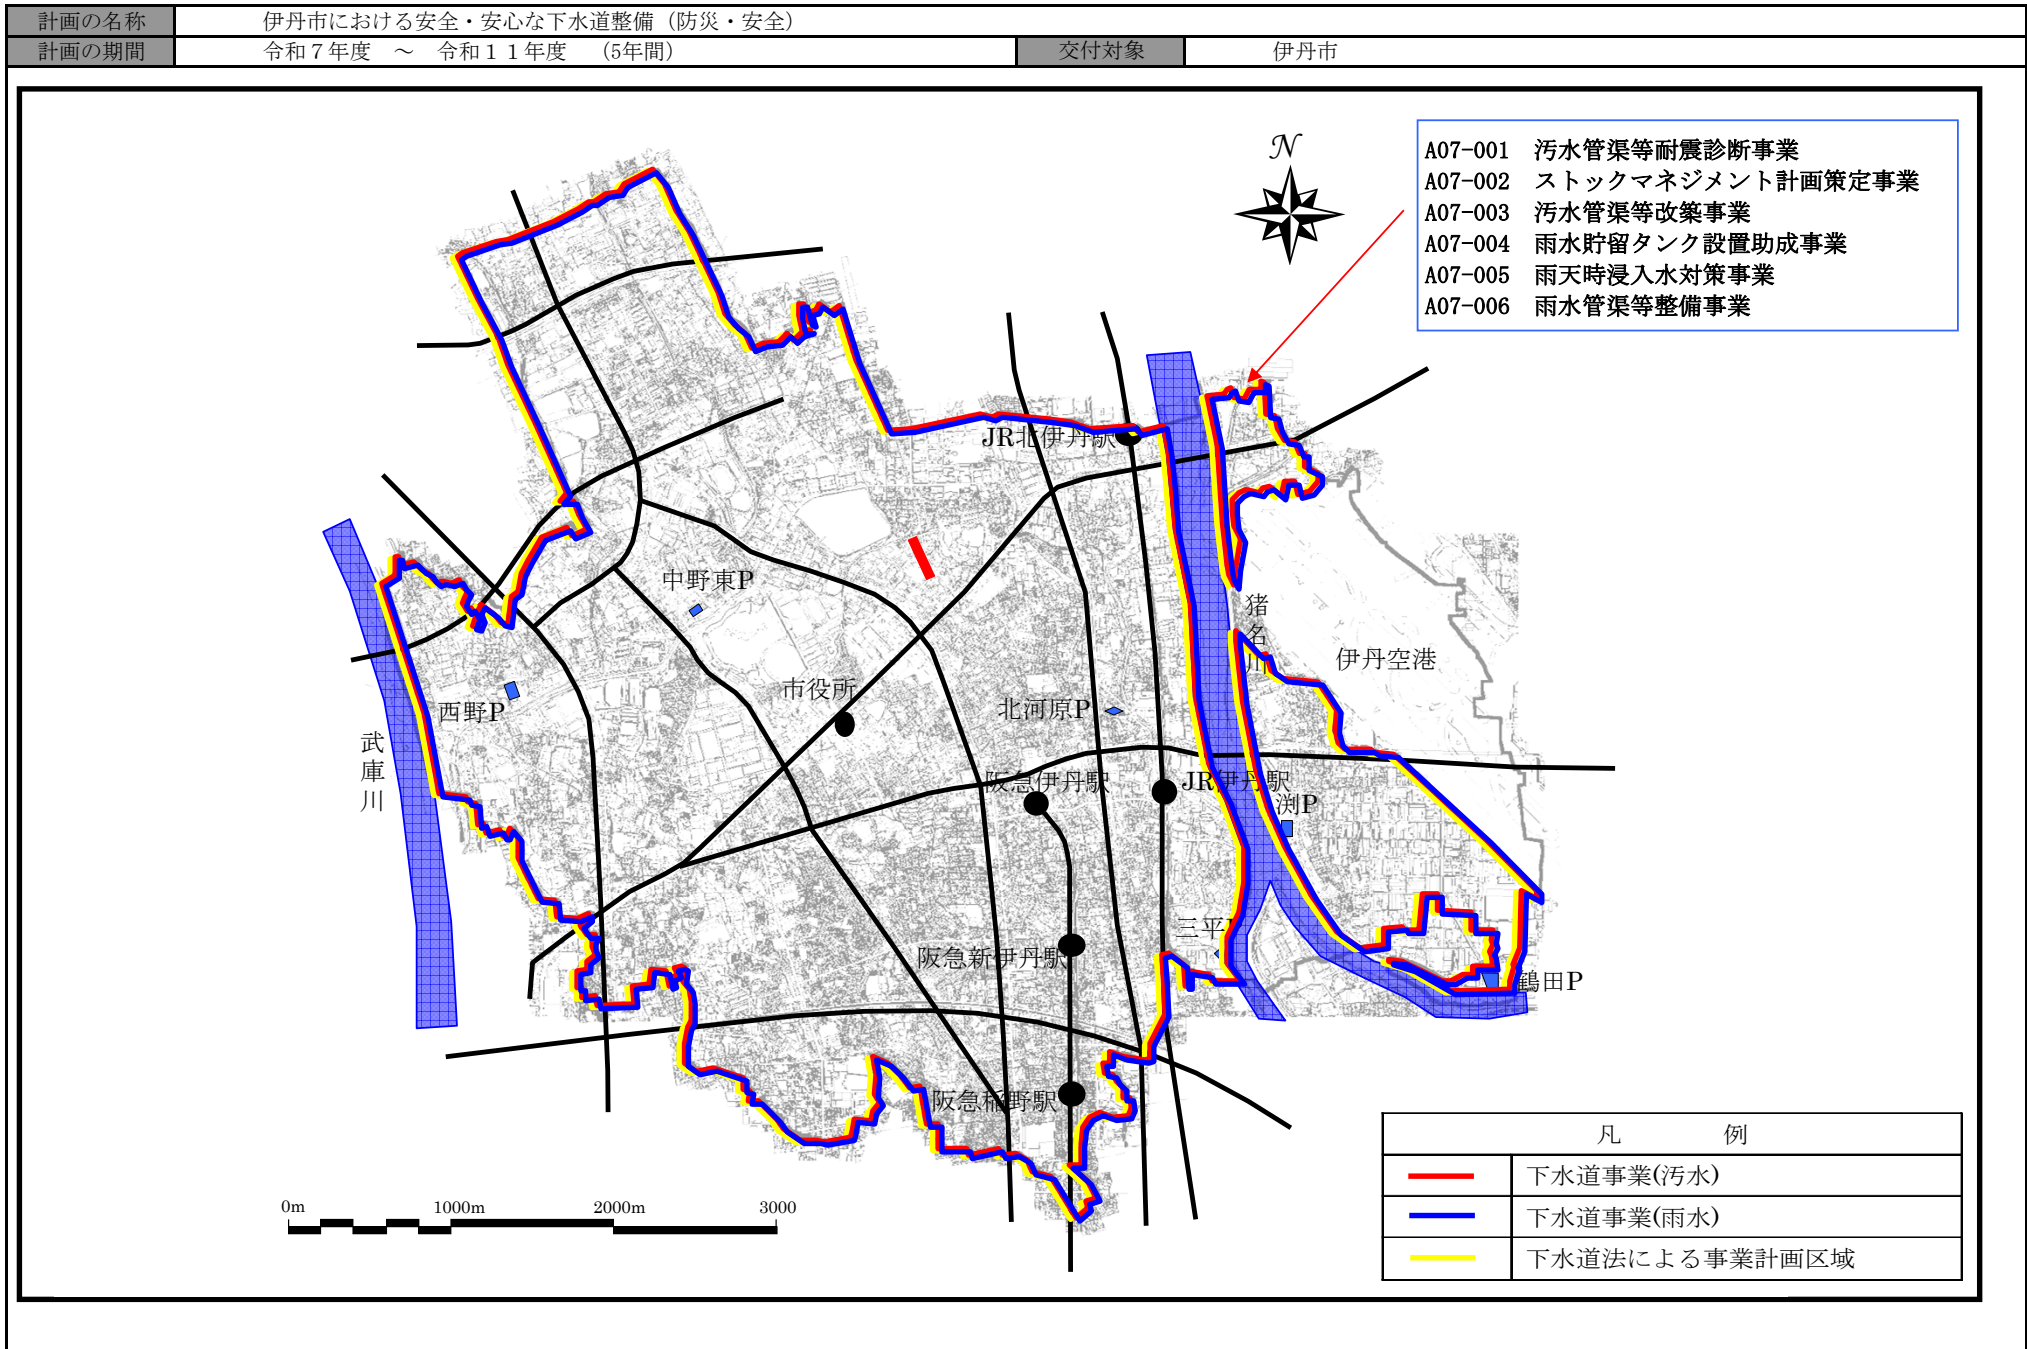 計画の名称 伊丹市における安全・安心な下水道整備（防災・安全）
計画の期間 令和７年度 ～ 令和１１年度 （5年間） 交付対象 伊丹市
N
A07-001 汚水管渠等耐震診断事業
A07-002 ストックマネジメント計画策定事業
A07-003 汚水管渠等改築事業
A07-004 雨水貯留タンク設置助成事業
A07-005 雨天時浸入水対策事業
A07-006 雨水管渠等整備事業
JR北伊丹駅
中野東P
猪名川
伊丹空港
市役所
西野P
北河原P
武庫川
阪急伊丹駅
JR伊丹駅
渕P
三平
阪急新伊丹駅
鶴田P
阪急稲野駅
0m 1000m 2000m 3000
凡 例
下水道事業(汚水)
下水道事業(雨水)
下水道法による事業計画区域